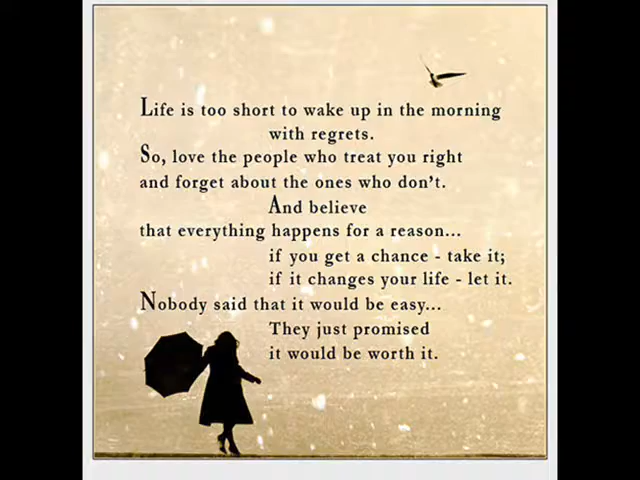 Life is too short to wake up in the morning
with regrets.
So, love the people who treat you right
and forget about the ones who don't.
And believe
that everything happens for a reason...
if you get a chance - take it;
if it changes your life - let it.
Nobody said that it would be easy...
They just promised
it would be worth it.